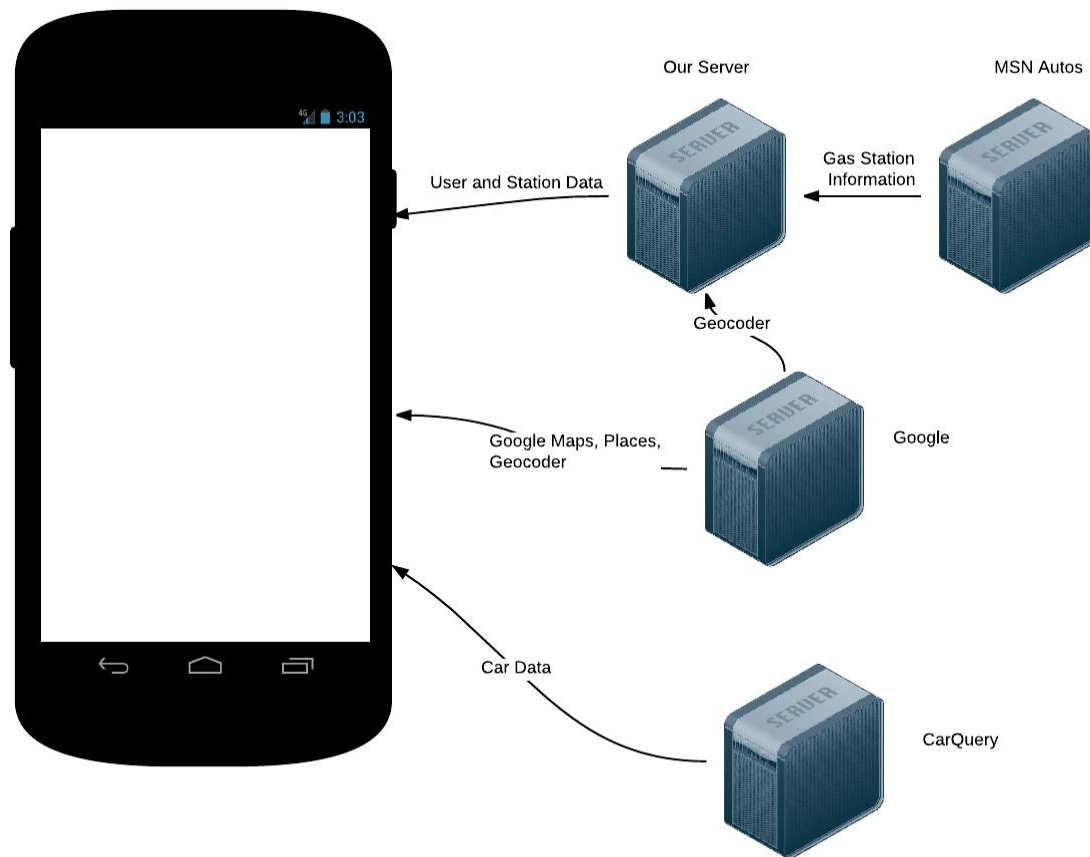 Our Server
MSN Autos
4G 3:03
SERVER
SERVER
Gas Station
Information
User and Station Data
Geocoder
SERVER
Google
Google Maps, Places,
Geocoder
Car Data
SERVER
CarQuery